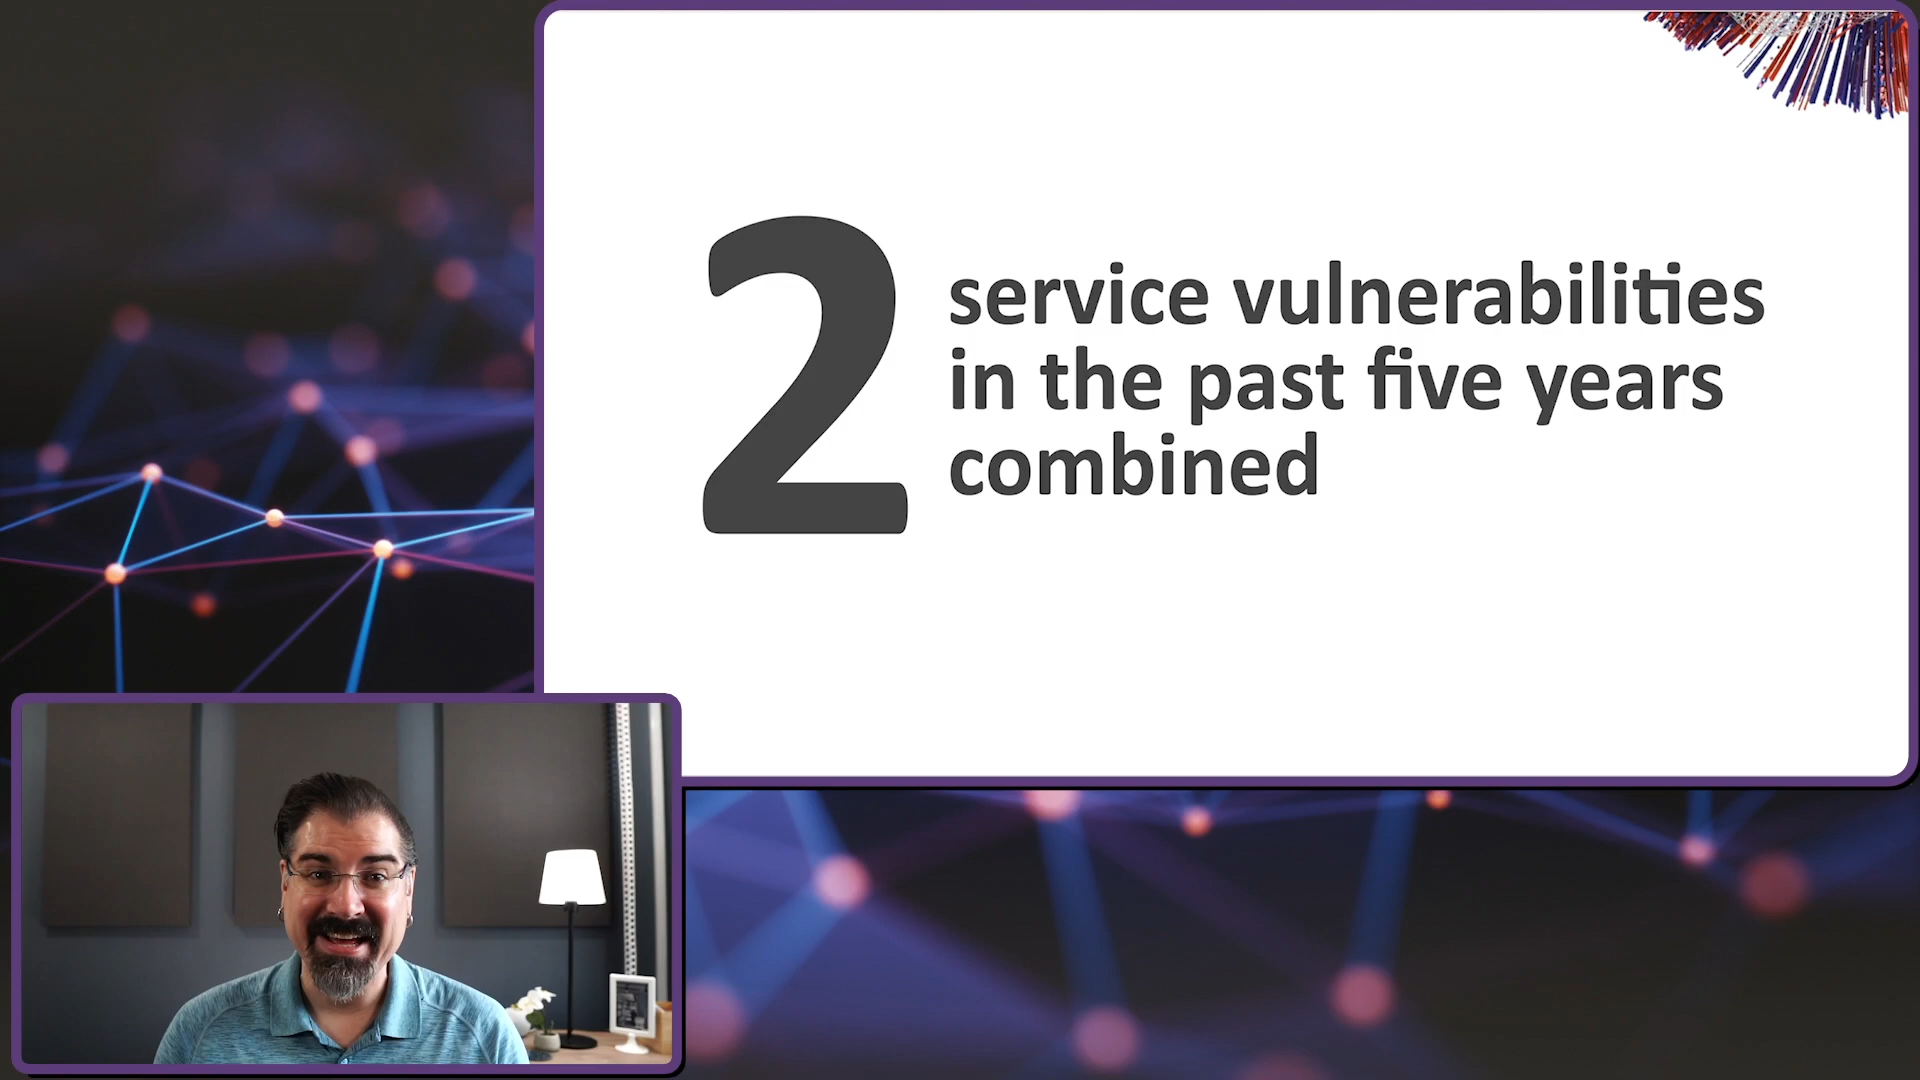 2
service vulnerabilities
in the past five years
combined